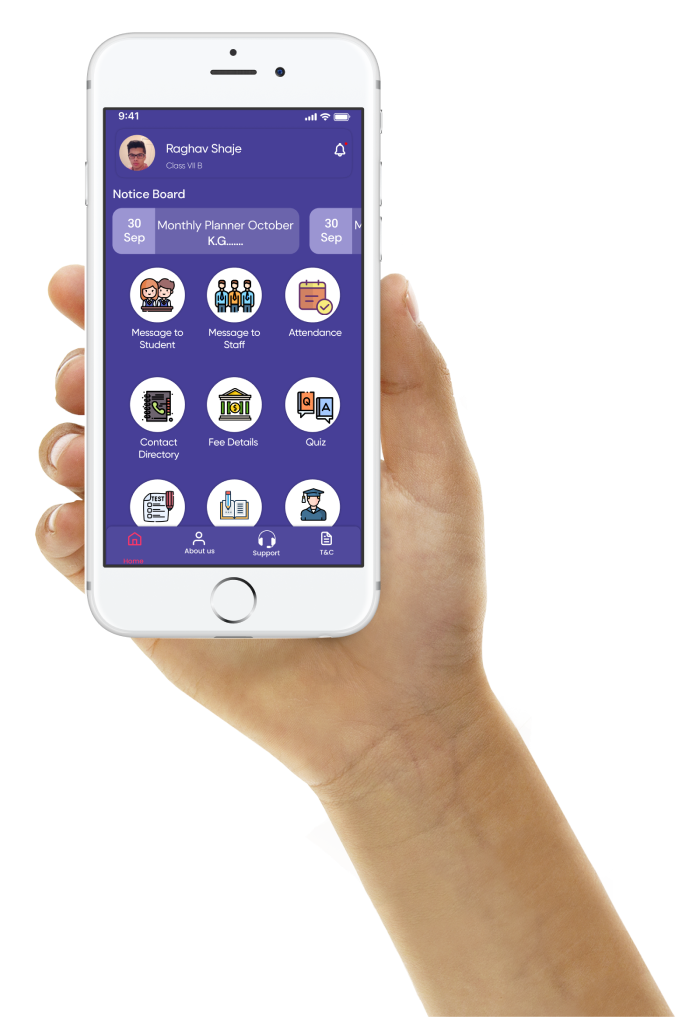 9:41
Raghav Shaje
Class VII B
Notice Board
30
Sep
Monthly Planner October
K.G.......
30
Sep
M
Message to
Student
Message to
Staff
Attendance
Q
A
Contact
Directory
Fee Details
Quiz
TEST
Home
About us
Support
T&C